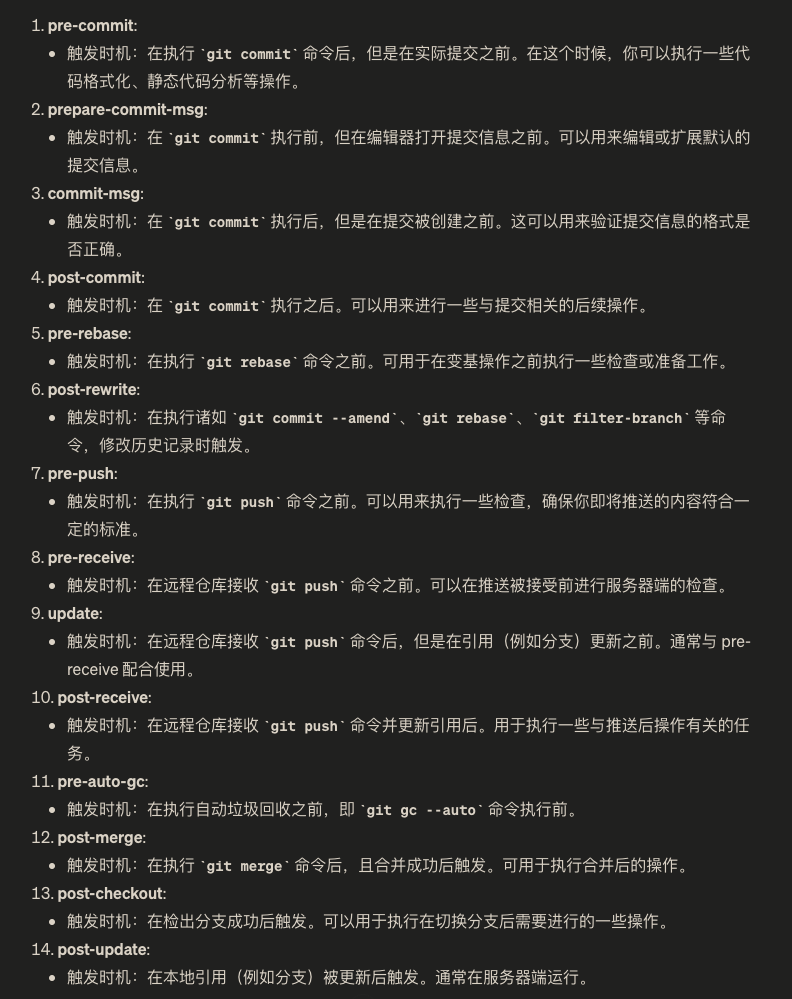 1. pre-commit:
• 触发时机：在执行 `git commit` 命令后，但是在实际提交之前。在这个时候，你可以执行一些代
码格式化、静态代码分析等操作。
2. prepare-commit-msg:
• 触发时机：在 `git commit` 执行前，但在编辑器打开提交信息之前。可以用来编辑或扩展默认的
提交信息。
3. commit-msg:
• 触发时机：在 `git commit` 执行后，但是在提交被创建之前。这可以用来验证提交信息的格式是
否正确。
4. post-commit:
• 触发时机：在 `git commit` 执行之后。可以用来进行一些与提交相关的后续操作。
5. pre-rebase:
• 触发时机：在执行 `git rebase` 命令之前。可用于在变基操作之前执行一些检查或准备工作。
6. post-rewrite:
• 触发时机：在执行诸如 `git commit --amend`、`git rebase`、`git filter-branch` 等命
令，修改历史记录时触发。
7. pre-push:
• 触发时机：在执行 `git push` 命令之前。可以用来执行一些检查，确保你即将推送的内容符合一
定的标准。
8. pre-receive:
• 触发时机：在远程仓库接收 `git push` 命令之前。可以在推送被接受前进行服务器端的检查。
9. update:
• 触发时机：在远程仓库接收 `git push` 命令后，但是在引用（例如分支）更新之前。通常与 pre-
receive 配合使用。
10. post-receive:
• 触发时机：在远程仓库接收 `git push` 命令并更新引用后。用于执行一些与推送后操作有关的任
务。
11. pre-auto-gc:
• 触发时机：在执行自动垃圾回收之前，即 `git gc --auto` 命令执行前。
12. post-merge:
• 触发时机：在执行 `git merge` 命令后，且合并成功后触发。可用于执行合并后的操作。
13. post-checkout:
• 触发时机：在检出分支成功后触发。可以用于执行在切换分支后需要进行的一些操作。
14. post-update:
• 触发时机：在本地引用（例如分支）被更新后触发。通常在服务器端运行。